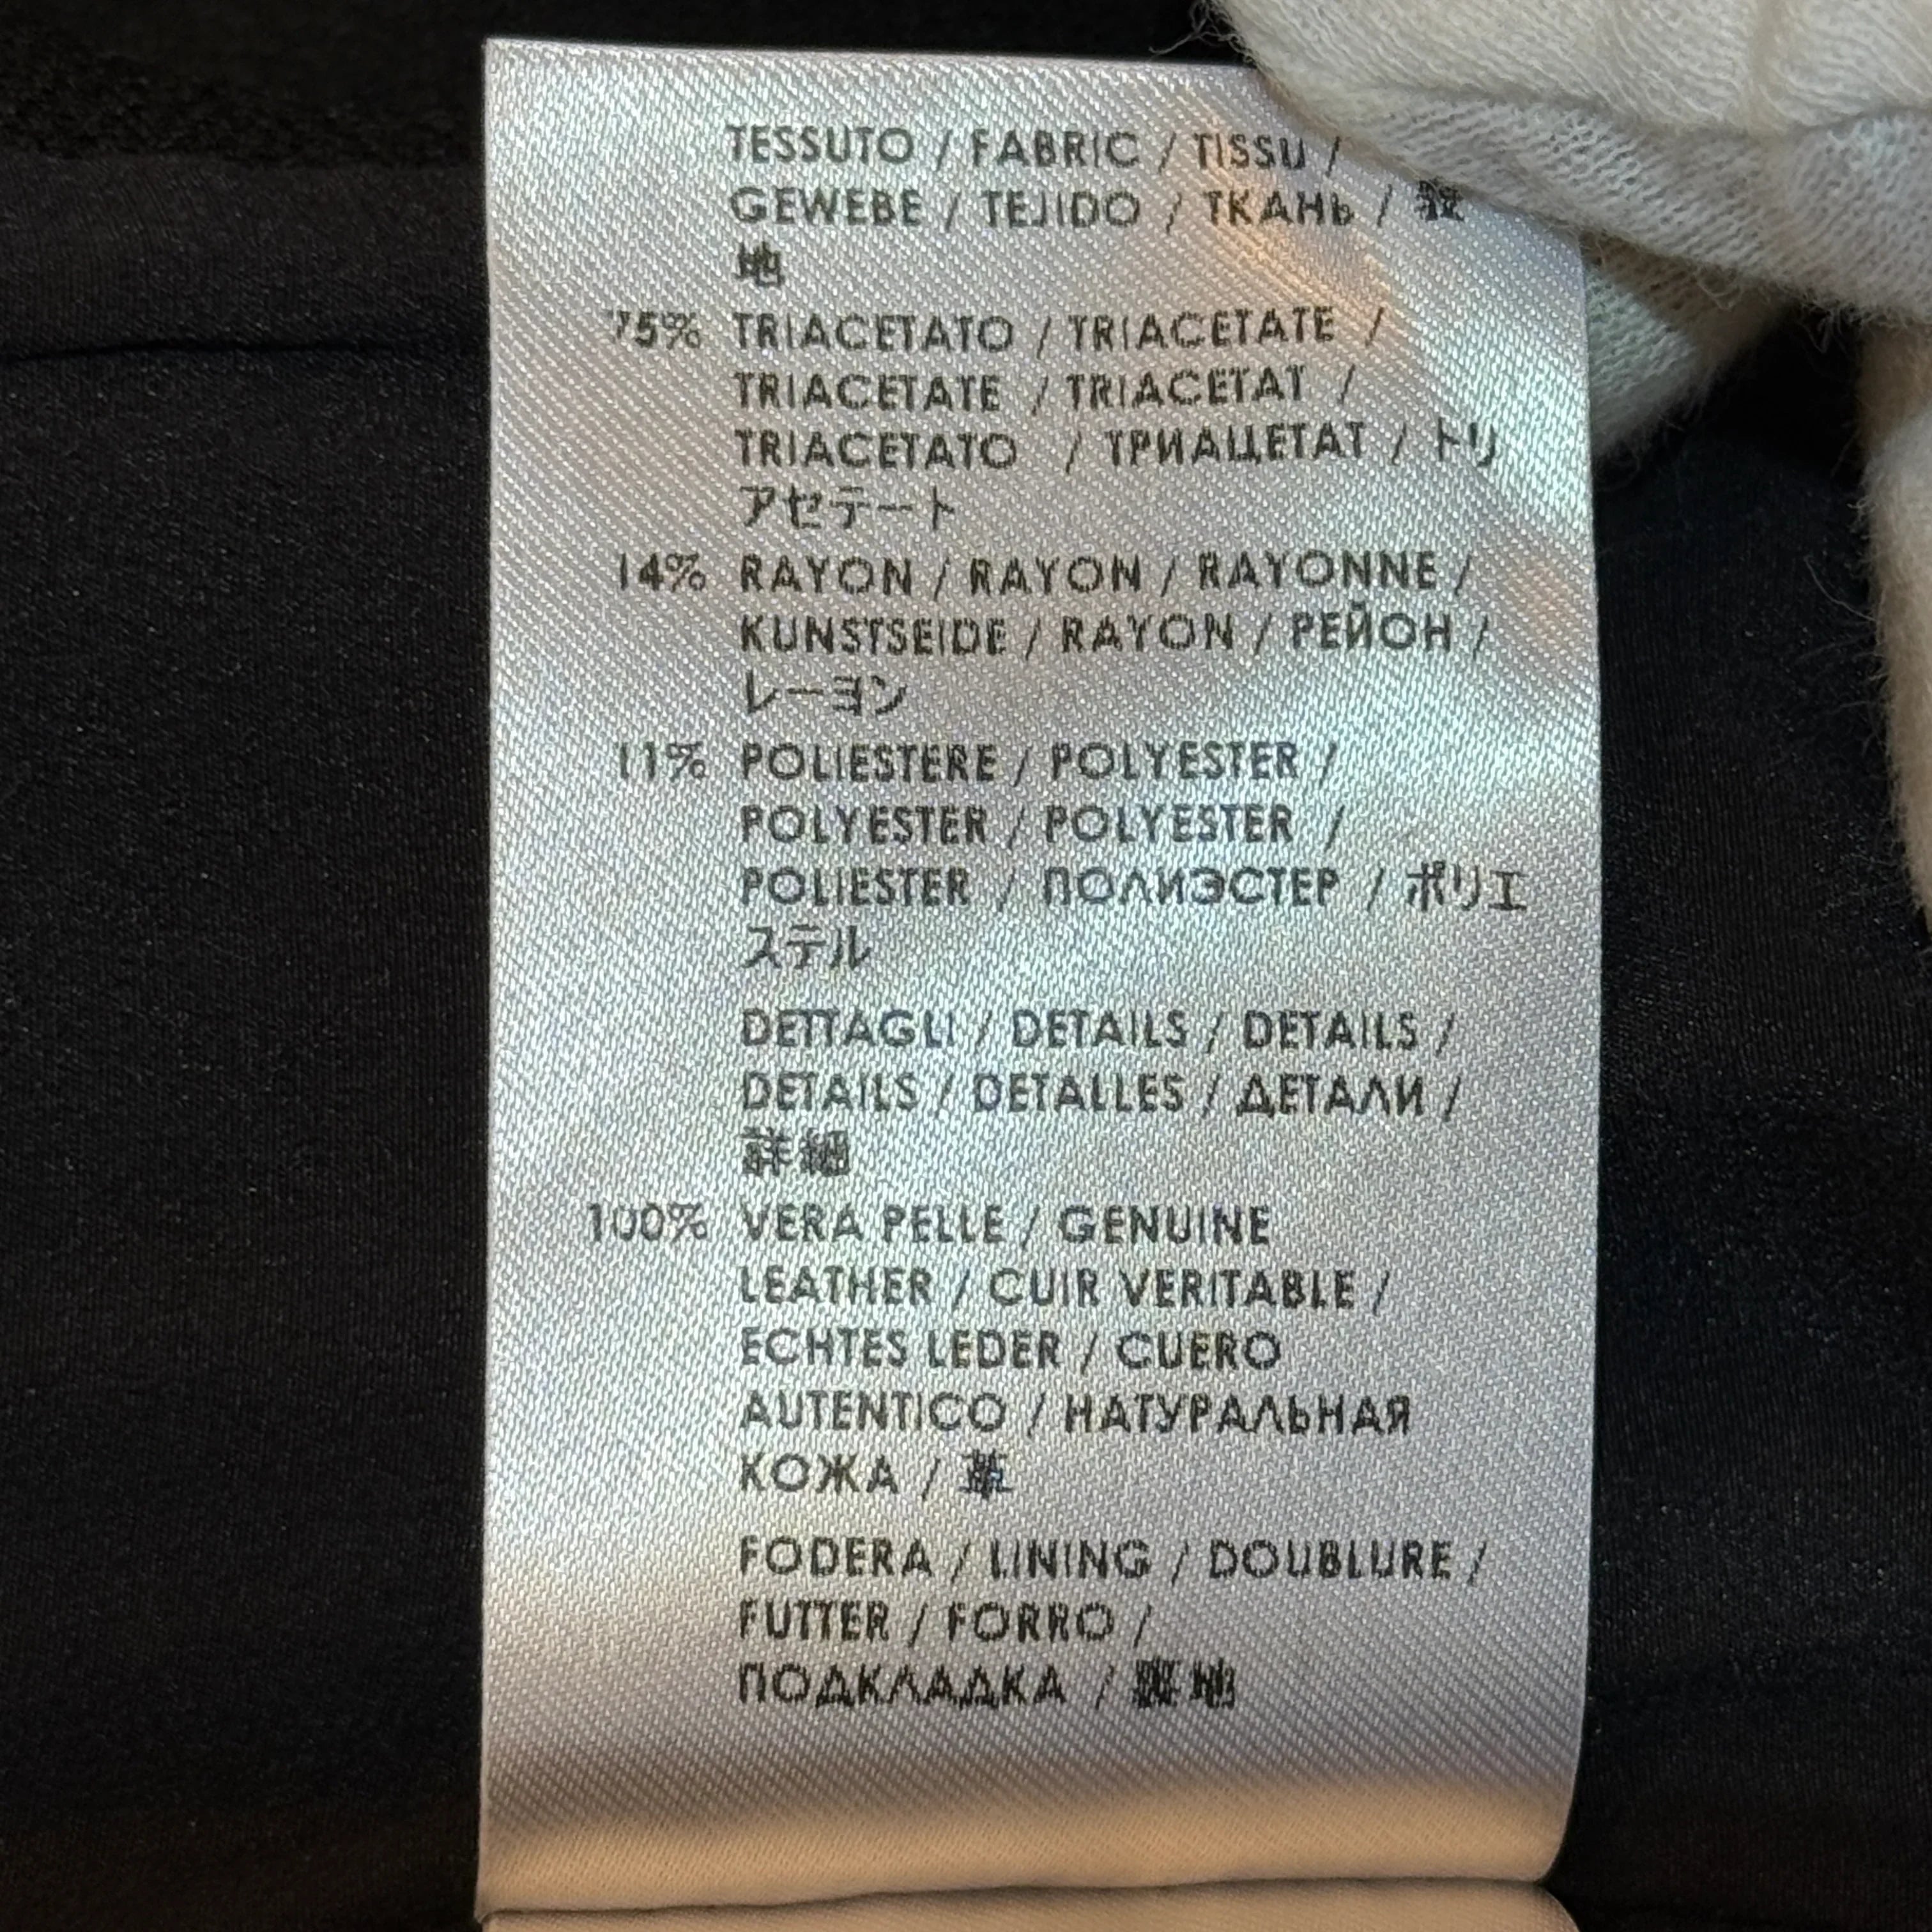 TESSUTO / FABRIC / TISSU /
GEWEBE / TEJIDO / ТКАНЬ / 表
地
75% TRIACETATO / TRIACETATE /
TRIACETATE / TRIACETAT /
TRIACETATO / ТРИАЦЕТАТ / トリ
アセテート
14% RAYON / RAYON / RAYONNE /
KUNSTSEIDE / RAYON / РЕЙОН /
レーヨン
11% POLIESTERE / POLYESTER /
POLYESTER / POLYESTER /
POLIESTER / ПОЛИЭСТЕР / ポリエ
ステル
DETTAGLI / DETAILS / DETAILS /
DETAILS / DETALLES / ДЕТАЛИ /
詳細
100% VERA PELLE / GENUINE
LEATHER / CUIR VERITABLE /
ECHTES LEDER / CUERO
AUTENTICO / НАТУРАЛЬНАЯ
КОЖА / 革
FODERA / LINING / DOUBLURE /
FUTTER / FORRO /
ПОДКЛАДКА / 裏地